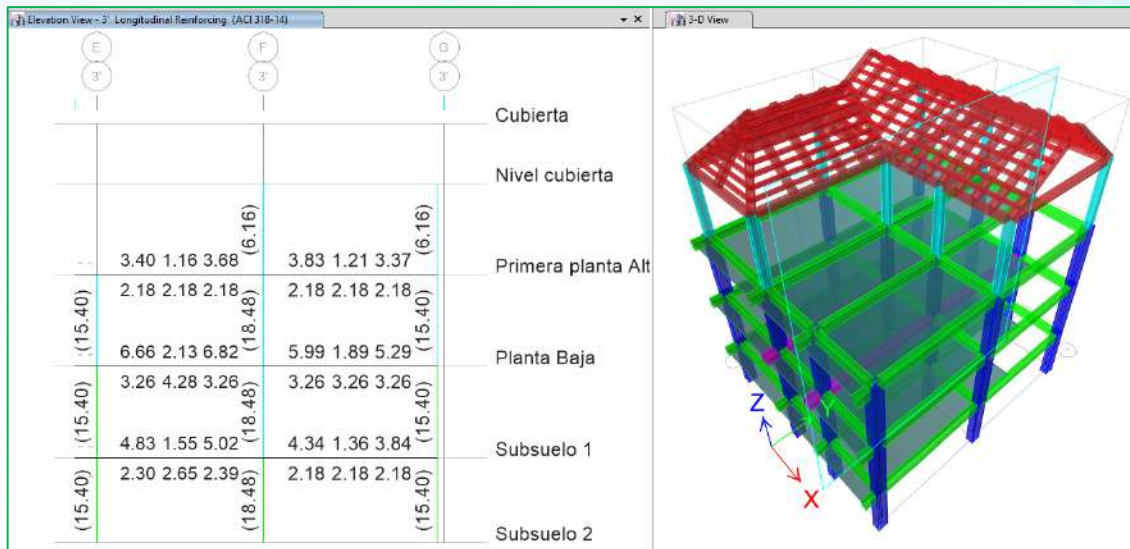 Elevation View - 3' Longitudinal Reinforcing (ACI 318-14)
3-D View
E F G
3' 3' 3'
Cubierta
Nivel cubierta
(6.16) (6.16)
3.40 1.16 3.68 3.83 1.21 3.37
Primera planta Alt
2.18 2.18 2.18 2.18 2.18 2.18
(15.40) (18.48) (15.40)
6.66 2.13 6.82 5.99 1.89 5.29
Planta Baja
3.26 4.28 3.26 3.26 3.26 3.26
(15.40) (18.48) (15.40)
4.83 1.55 5.02 4.34 1.36 3.84
Subsuelo 1
2.30 2.65 2.39 2.18 2.18 2.18
(15.40) (18.48) (15.40)
Subsuelo 2
Z
Y
X